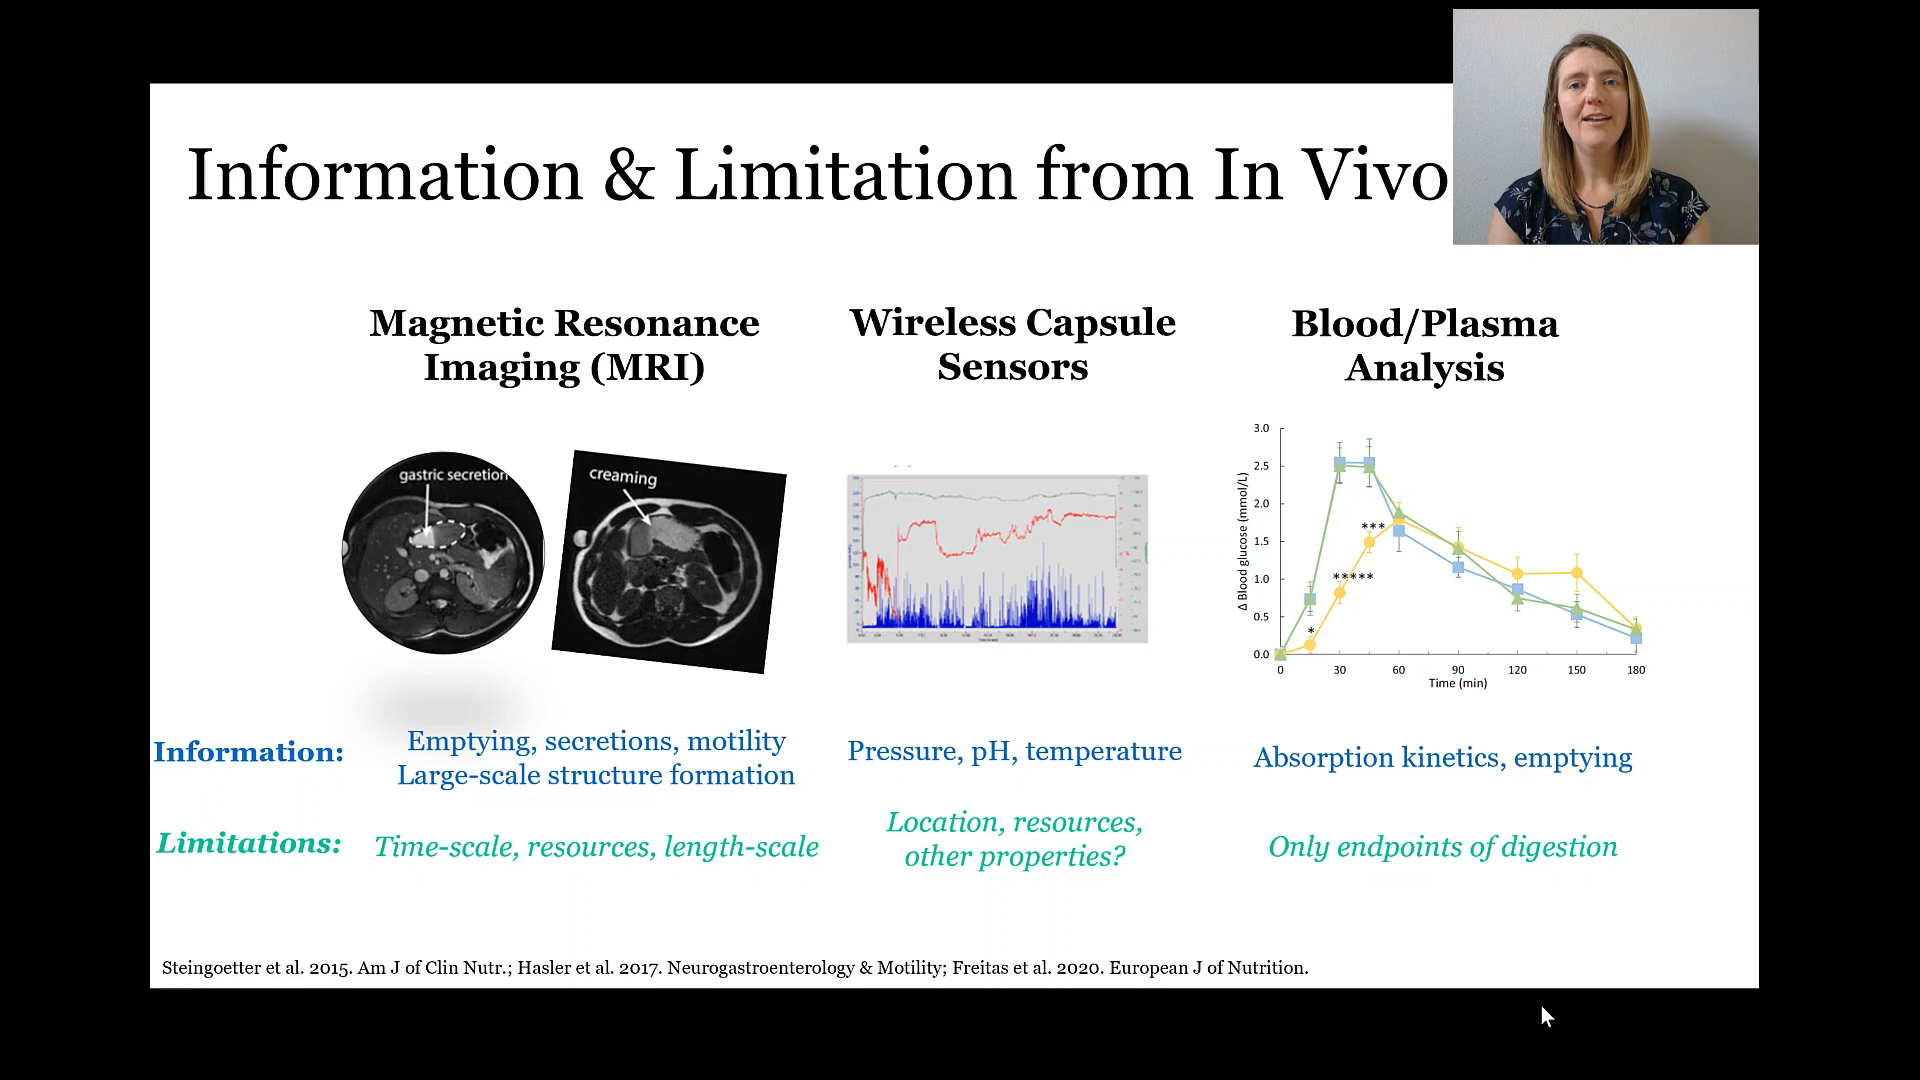 Information & Limitation from In Vivo
Magnetic Resonance
Imaging (MRI)
Wireless Capsule
Sensors
Blood/Plasma
Analysis
gastric secretion
creaming
3.0
2.5
2.0
1.5
1.0
0.5
0.0
Δ Blood glucose (mmol/L)
***
*****
*
0 30 60 90 120 150 180
Time (min)
Information:
Emptying, secretions, motility
Large-scale structure formation
Pressure, pH, temperature
Absorption kinetics, emptying
Limitations:
Time-scale, resources, length-scale
Location, resources,
other properties?
Only endpoints of digestion
Steingoetter et al. 2015. Am J of Clin Nutr.; Hasler et al. 2017. Neurogastroenterology & Motility; Freitas et al. 2020. European J of Nutrition.